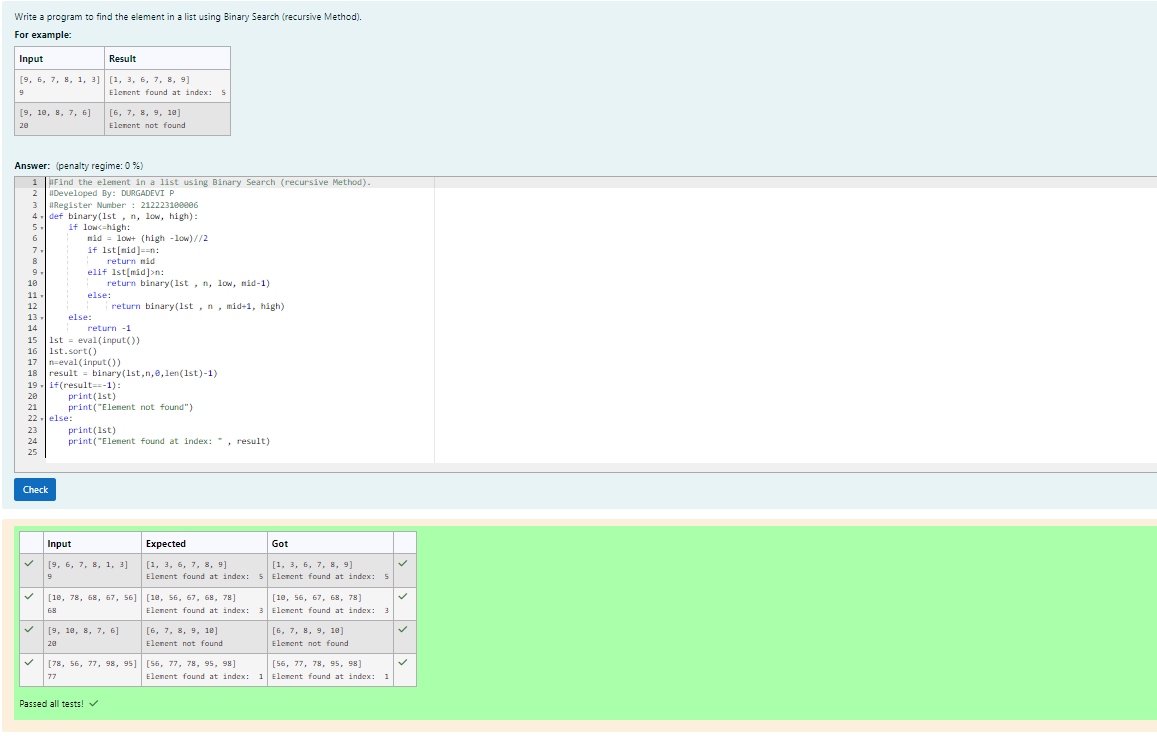 Write a program to find the element in a list using Binary Search (recursive Method).
For example:
Input Result
[9, 6, 7, 8, 1, 3] [1, 3, 6, 7, 8, 9]
9 Element found at index:  5
[9, 10, 8, 7, 6] [6, 7, 8, 9, 10]
20 Element not found
Answer: (penalty regime: 0 %)
1 #Find the element in a list using Binary Search (recursive Method).
2 #Developed By: DURGADEVI P
3 #Register Number : 212223100006
4 def binary(lst , n, low, high):
5 if low<=high:
6 mid = low+ (high -low)//2
7 if lst[mid]==n:
8 return mid
9 elif lst[mid]>n:
10 return binary(lst , n, low, mid-1)
11 else:
12 return binary(lst , n , mid+1, high)
13 else:
14 return -1
15 lst = eval(input())
16 lst.sort()
17 n=eval(input())
18 result = binary(lst,n,0,len(lst)-1)
19 if(result==-1):
20 print(lst)
21 print("Element not found")
22 else:
23 print(lst)
24 print("Element found at index: " , result)
25
Check
Input Expected Got
[9, 6, 7, 8, 1, 3] [1, 3, 6, 7, 8, 9] [1, 3, 6, 7, 8, 9]
9 Element found at index:  5 Element found at index:  5
[10, 78, 68, 67, 56] [10, 56, 67, 68, 78] [10, 56, 67, 68, 78]
68 Element found at index:  3 Element found at index:  3
[9, 10, 8, 7, 6] [6, 7, 8, 9, 10] [6, 7, 8, 9, 10]
20 Element not found Element not found
[78, 56, 77, 98, 95] [56, 77, 78, 95, 98] [56, 77, 78, 95, 98]
77 Element found at index:  1 Element found at index:  1
Passed all tests!